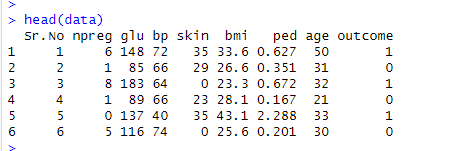 >
> head(data)
  Sr.No npreg glu bp skin  bmi   ped age outcome
1     1     6 148 72   35 33.6 0.627  50       1
2     2     1  85 66   29 26.6 0.351  31       0
3     3     8 183 64    0 23.3 0.672  32       1
4     4     1  89 66   23 28.1 0.167  21       0
5     5     0 137 40   35 43.1 2.288  33       1
6     6     5 116 74    0 25.6 0.201  30       0
>